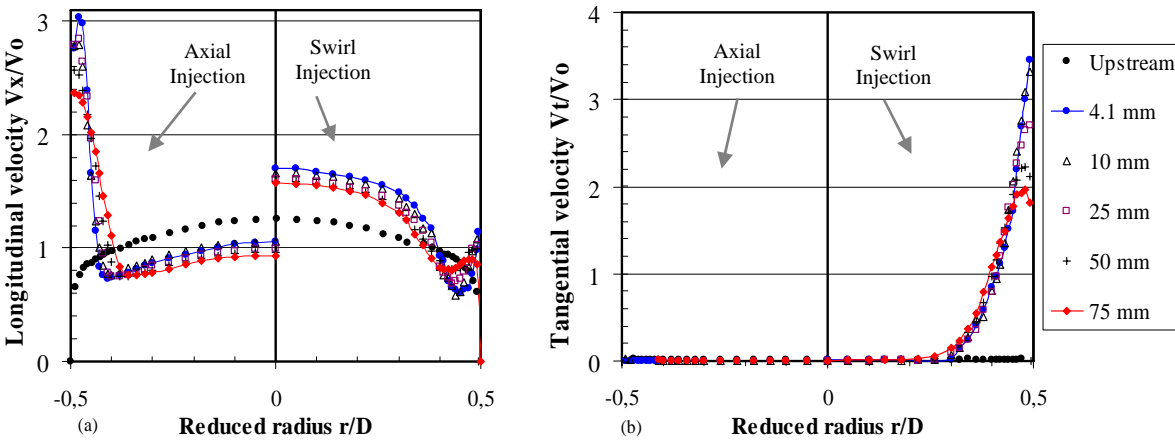 Longitudinal velocity Vx/Vo
3
2
1
0
Axial
Injection
Swirl
Injection
-0,5
0
0,5
(a)
Reduced radius r/D
Tangential velocity Vt/Vo
4
3
2
1
0
Axial
Injection
Swirl
Injection
-0,5
0
0,5
(b)
Reduced radius r/D
Upstream
4.1 mm
10 mm
25 mm
50 mm
75 mm